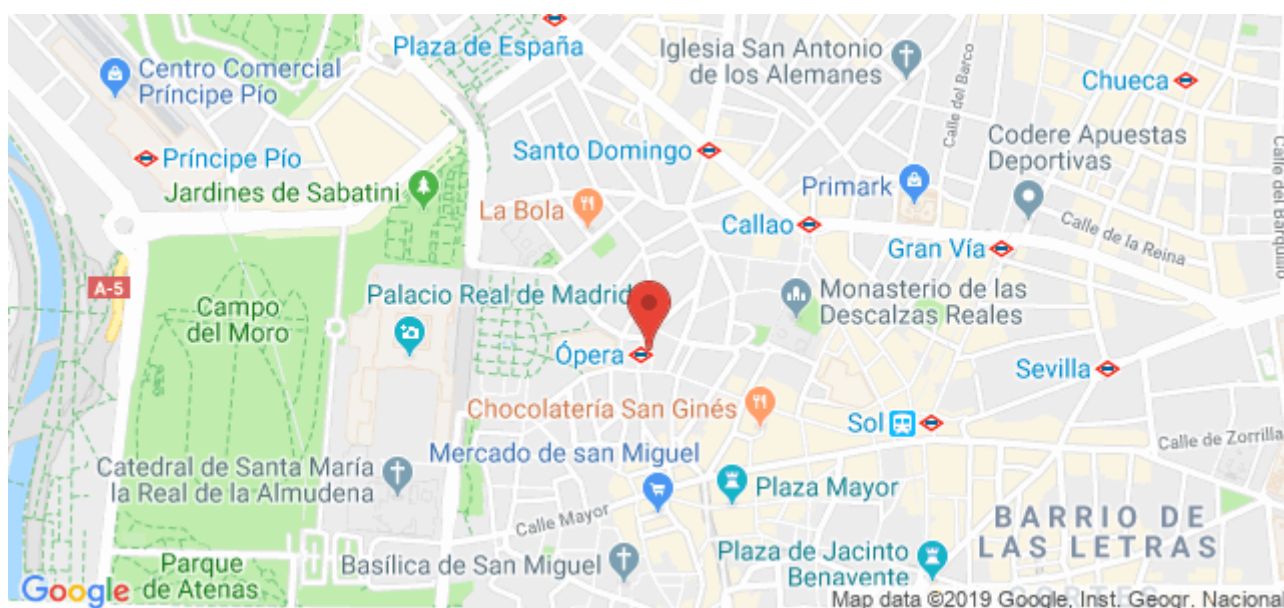 Plaza de España
Iglesia San Antonio
de los Alemanes
Calle del Barco
Chueca
Centro Comercial
Príncipe Pío
Príncipe Pío
Santo Domingo
Codere Apuestas
Deportivas
Calle del Barquillo
Jardines de Sabatini
La Bola
Primark
Callao
Gran Vía
Calle de la Reina
A-5
Campo
del Moro
Palacio Real de Madrid
Monasterio de las
Descalzas Reales
Ópera
Sevilla
Chocolatería San Ginés
Sol
Calle de Zorrilla
Catedral de Santa María
la Real de la Almudena
Mercado de san Miguel
Plaza Mayor
Calle Mayor
BARRIO DE
LAS LETRAS
Parque
de Atenas
Basílica de San Miguel
Plaza de Jacinto
Benavente
Google
Map data ©2019 Google, Inst. Geogr. Naciona